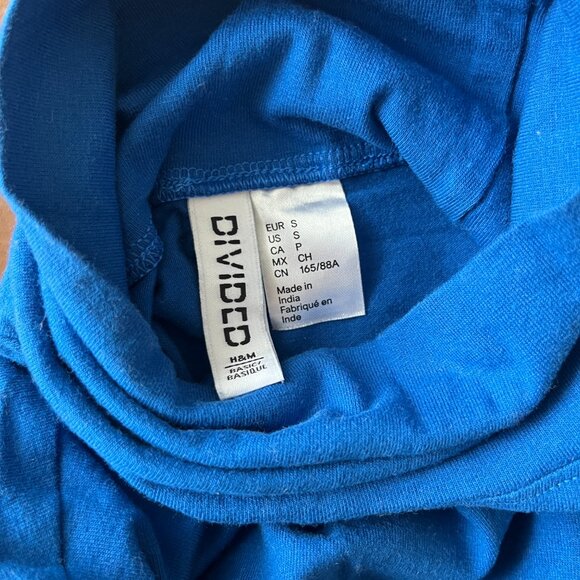 DIVIDED
H&M
BASIC/
BASIQUE
EUR S
US S
CA P
MX CH
CN 165/88A
Made in
India
Fabriqué en
Inde